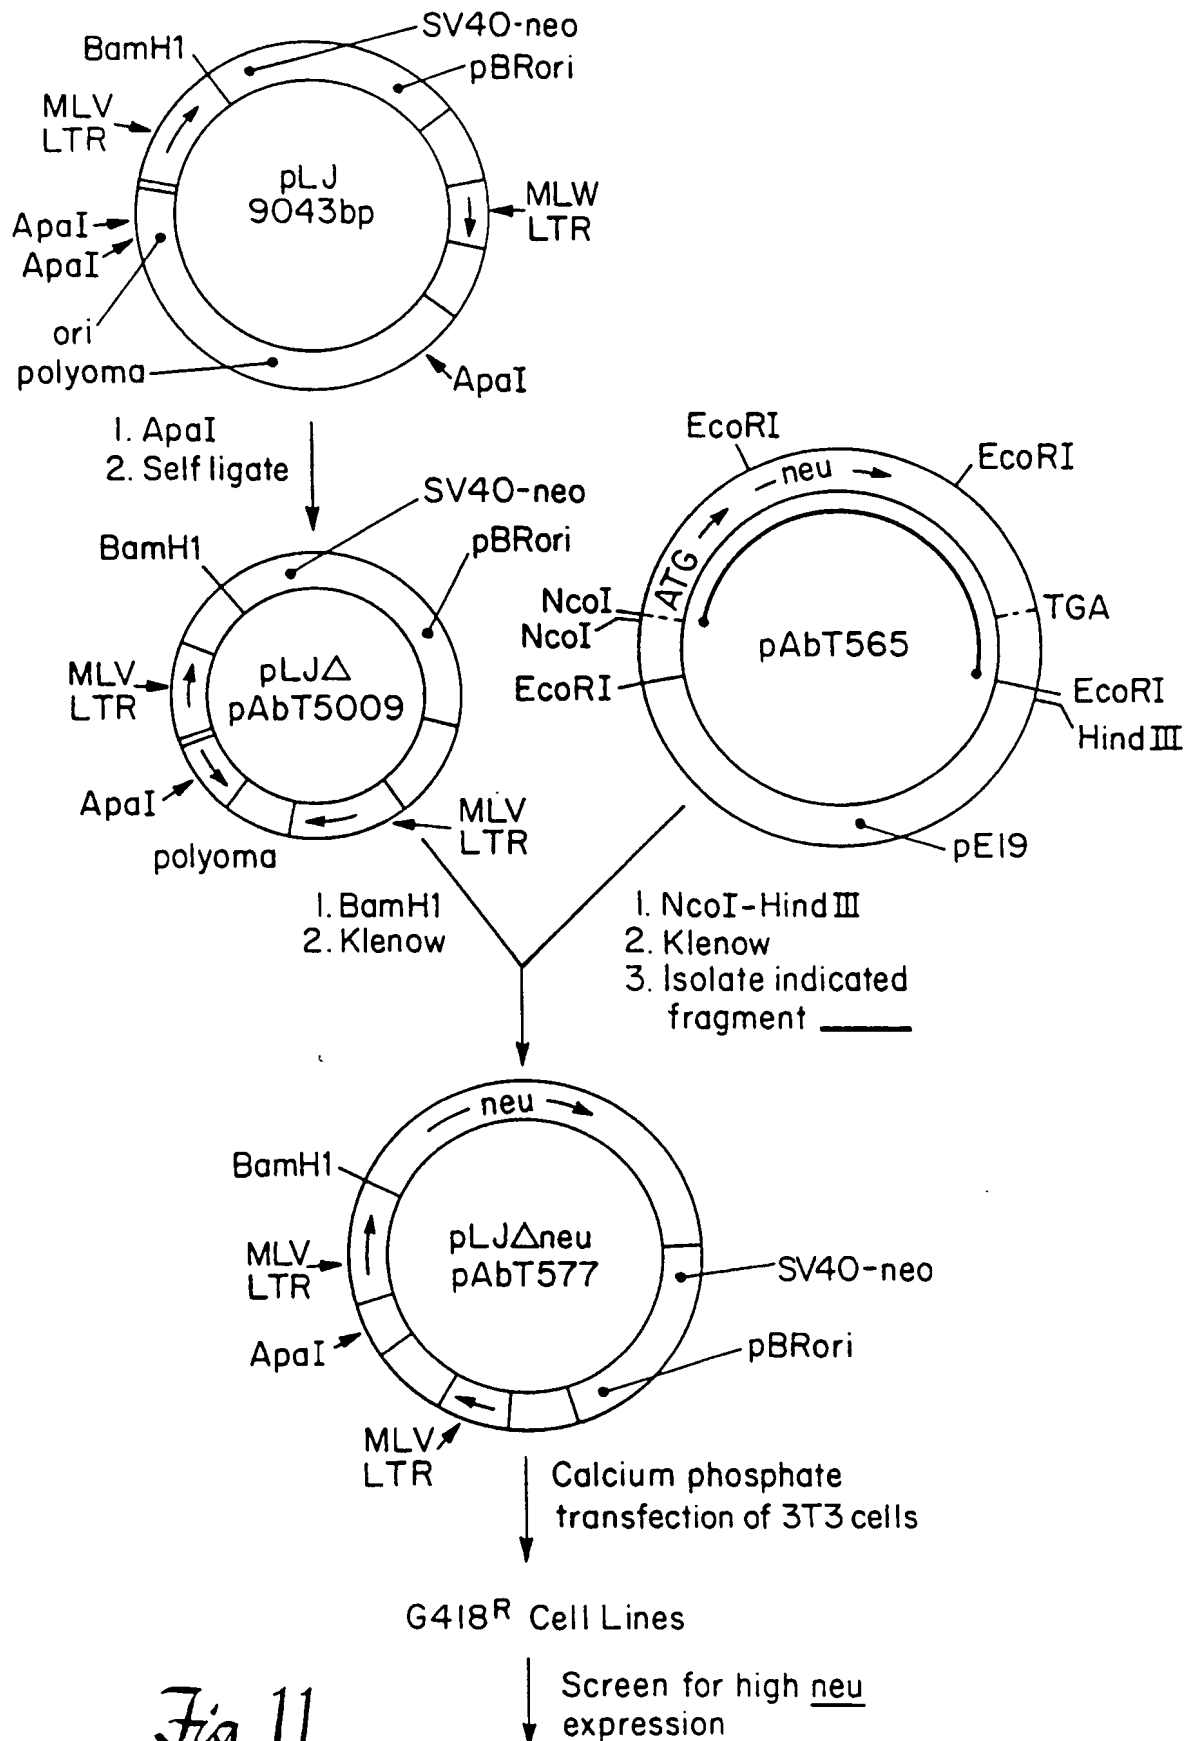 SV40-neo
BamH1
pBRori
MLV
LTR
pLJ
9043bp
MLW
LTR
ApaI
ApaI
ori
polyoma
ApaI
1. ApaI
2. Self ligate
SV40-neo
BamH1
pBRori
MLV
LTR
pLJΔ
pAbT5009
ApaI
MLV
LTR
polyoma
EcoRI
neu
EcoRI
ATG
NcoI
NcoI
TGA
pAbT565
EcoRI
EcoRI
Hind III
pE19
1. BamH1
2. Klenow
1. NcoI-Hind III
2. Klenow
3. Isolate indicated
fragment
neu
BamH1
pLJΔneu
pAbT577
MLV
LTR
SV40-neo
ApaI
pBRori
MLV
LTR
Calcium phosphate
transfection of 3T3 cells
G418ᴿ Cell Lines
Screen for high neu
expression
Fig 11